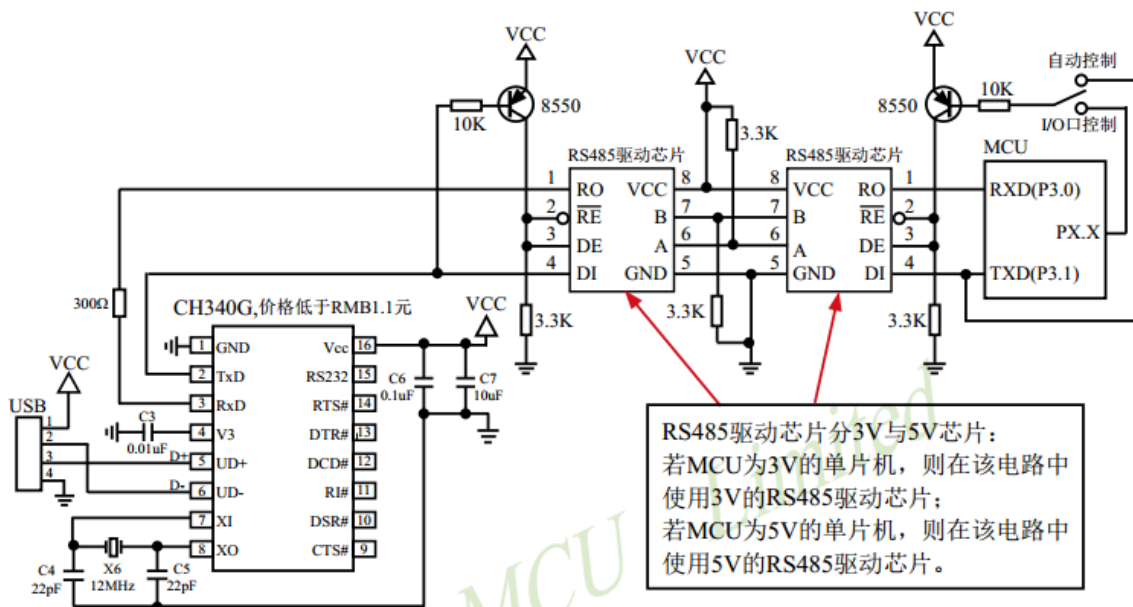 VCC
VCC
VCC
自动控制
8550
10K
8550
10K
I/O口控制
3.3K
MCU
RS485驱动芯片
RS485驱动芯片
1
RO
VCC
8
8
VCC
RO
1
RXD(P3.0)
2
RE
B
7
7
B
RE
2
PX.X
3
DE
A
6
6
A
DE
3
4
DI
GND
5
5
GND
DI
4
TXD(P3.1)
300Ω
CH340G,价格低于RMB1.1元
VCC
3.3K
3.3K
3.3K
1
GND
Vcc
16
2
TxD
RS232
15
C6
0.1uF
C7
10uF
VCC
3
RxD
RTS#
14
USB
C3
0.01uF
4
V3
DTR#
13
1
2
3
4
D+
5
UD+
DCD#
12
D-
6
UD-
RI#
11
7
XI
DSR#
10
8
XO
CTS#
9
C4
22pF
X6
12MHz
C5
22pF
RS485驱动芯片分3V与5V芯片：
若MCU为3V的单片机，则在该电路中
使用3V的RS485驱动芯片；
若MCU为5V的单片机，则在该电路中
使用5V的RS485驱动芯片。
MCU Limited